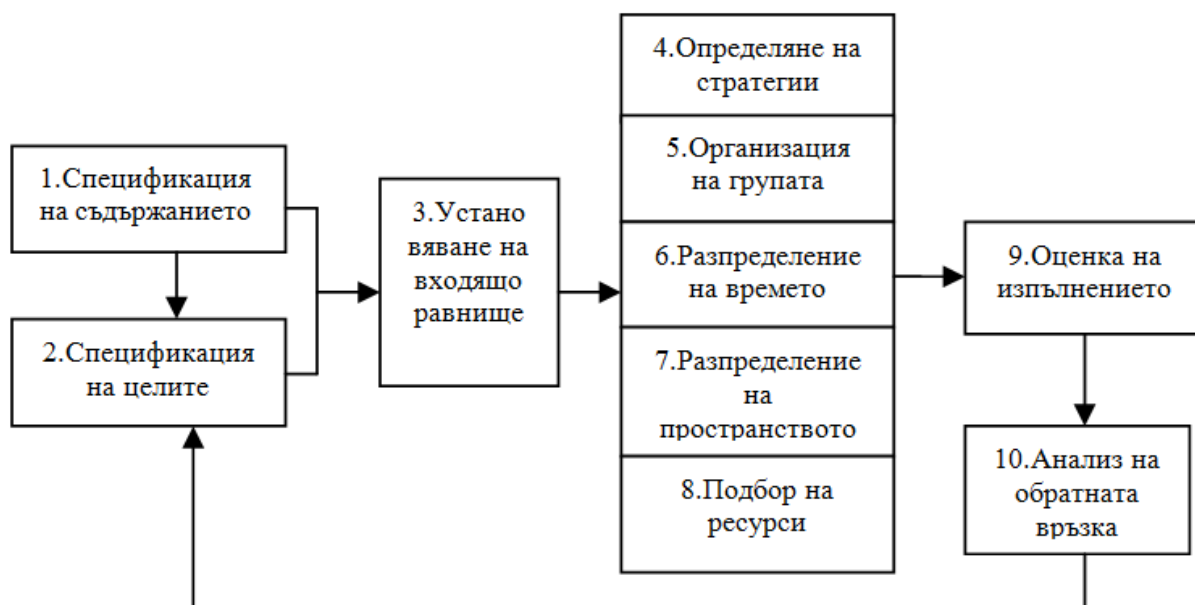 1.Спецификация
на съдържанието
2.Спецификация
на целите
3.Устано
вяване на
входящо
равнище
4.Определяне на
стратегии
5.Организация
на групата
6.Разпределение
на времето
7.Разпределение
на
пространството
8.Подбор на
ресурси
9.Оценка на
изпълнението
10.Анализ на
обратната
връзка